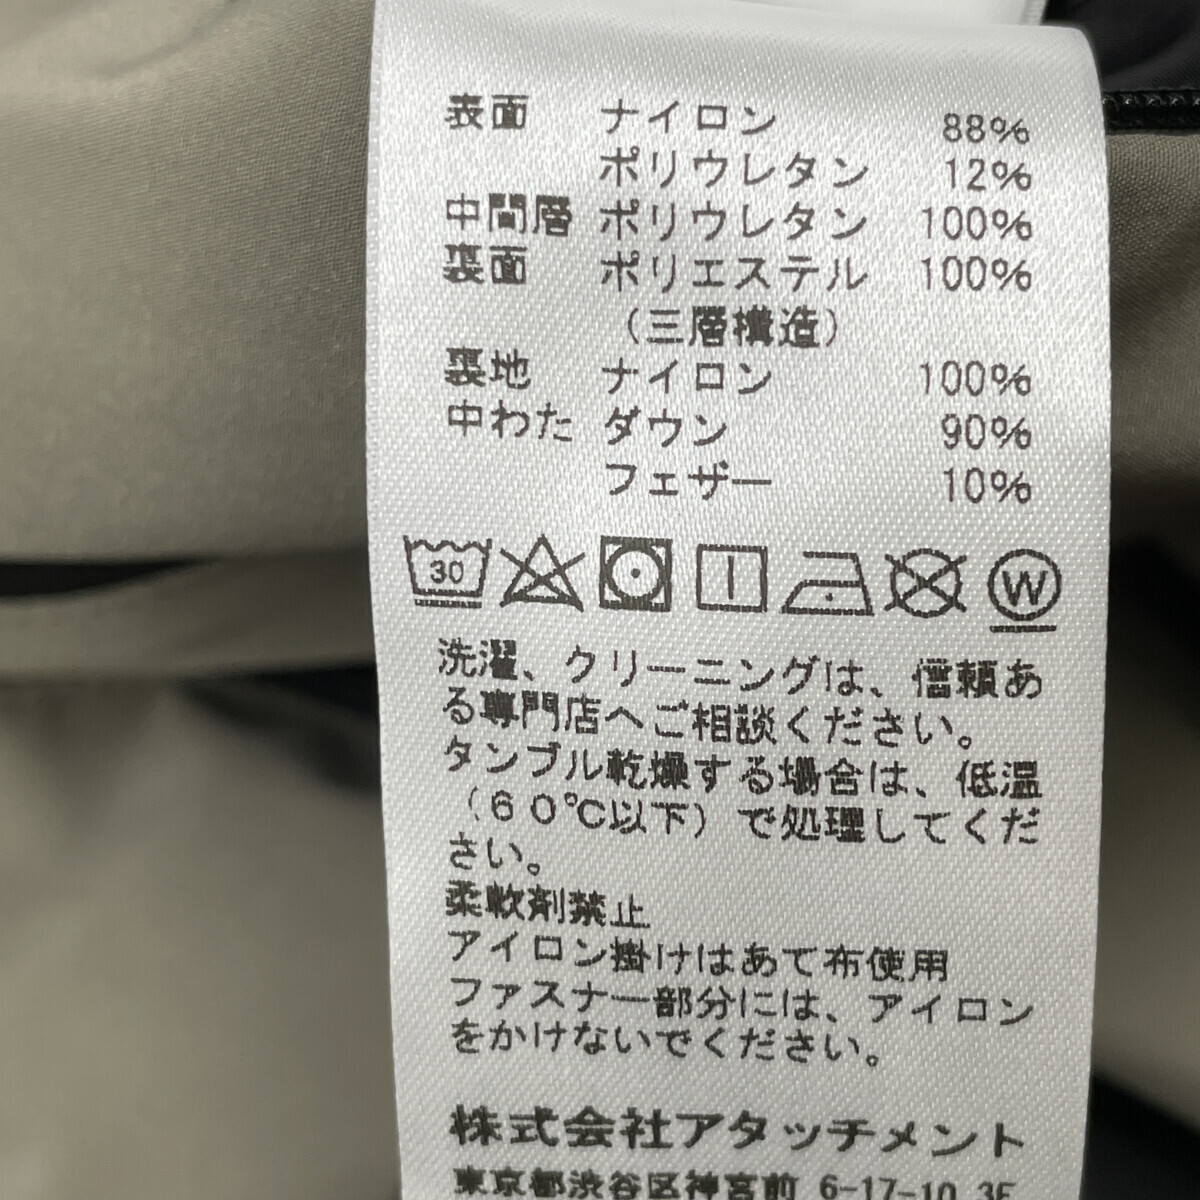 表面 ナイロン 88%
ポリウレタン 12%
中間層 ポリウレタン 100%
裏面 ポリエステル 100%
（三層構造）
裏地 ナイロン 100%
中わた ダウン 90%
フェザー 10%
30 W
洗濯、クリーニングは、信頼あ
る専門店へご相談ください。
タンブル乾燥する場合は、低温
（６０℃以下）で処理してくだ
さい。
柔軟剤禁止
アイロン掛けはあて布使用
ファスナー部分には、アイロン
をかけないでください。
株式会社アタッチメント
東京都渋谷区神宮前 6-17-10 3F